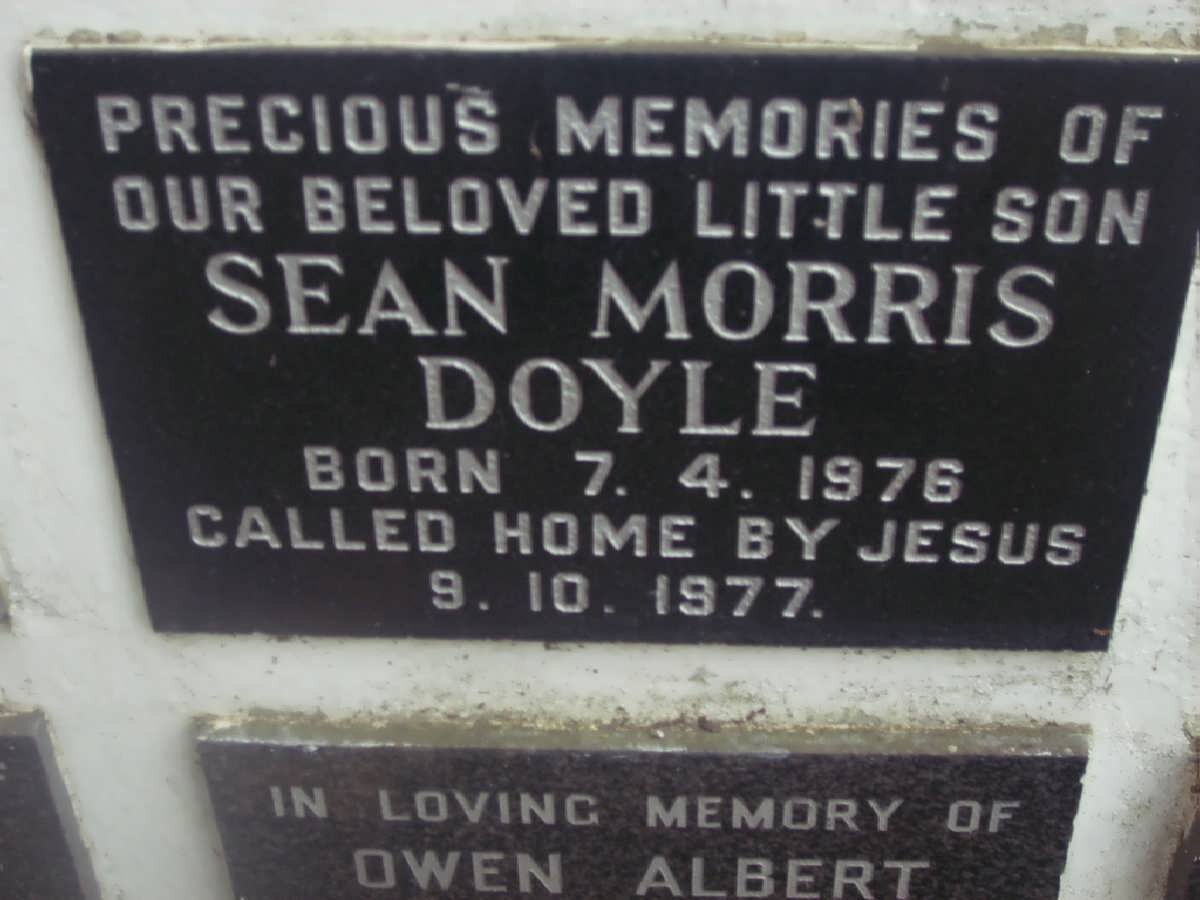 PRECIOUS MEMORIES OF
OUR BELOVED LITTLE SON
SEAN MORRIS
DOYLE
BORN 7. 4. 1976
CALLED HOME BY JESUS
9. 10. 1977.
IN LOVING MEMORY OF
OWEN ALBERT